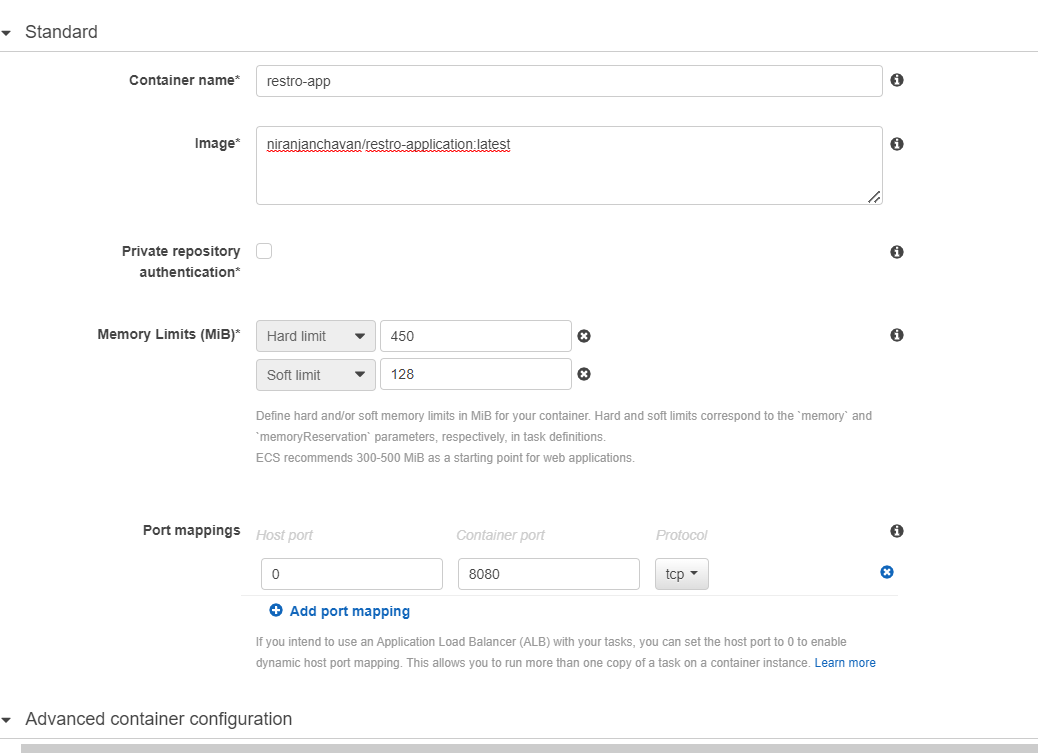 Standard
Container name*
restro-app
Image*
niranjanchavan/restro-application:latest
Private repository
authentication*
Memory Limits (MiB)*
Hard limit
450
Soft limit
128
Define hard and/or soft memory limits in MiB for your container. Hard and soft limits correspond to the `memory` and
`memoryReservation` parameters, respectively, in task definitions.
ECS recommends 300-500 MiB as a starting point for web applications.
Port mappings
Host port
Container port
Protocol
0
8080
tcp
Add port mapping
If you intend to use an Application Load Balancer (ALB) with your tasks, you can set the host port to 0 to enable
dynamic host port mapping. This allows you to run more than one copy of a task on a container instance. Learn more
Advanced container configuration